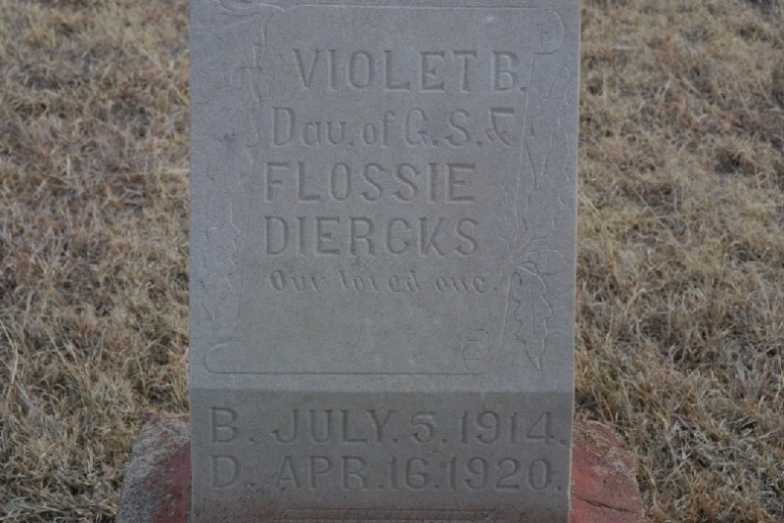 VIOLET B.
Dau. of G. S. &
FLOSSIE
DIERCKS
Our loved one.
B. JULY. 5. 1914.
D. APR. 16. 1920.